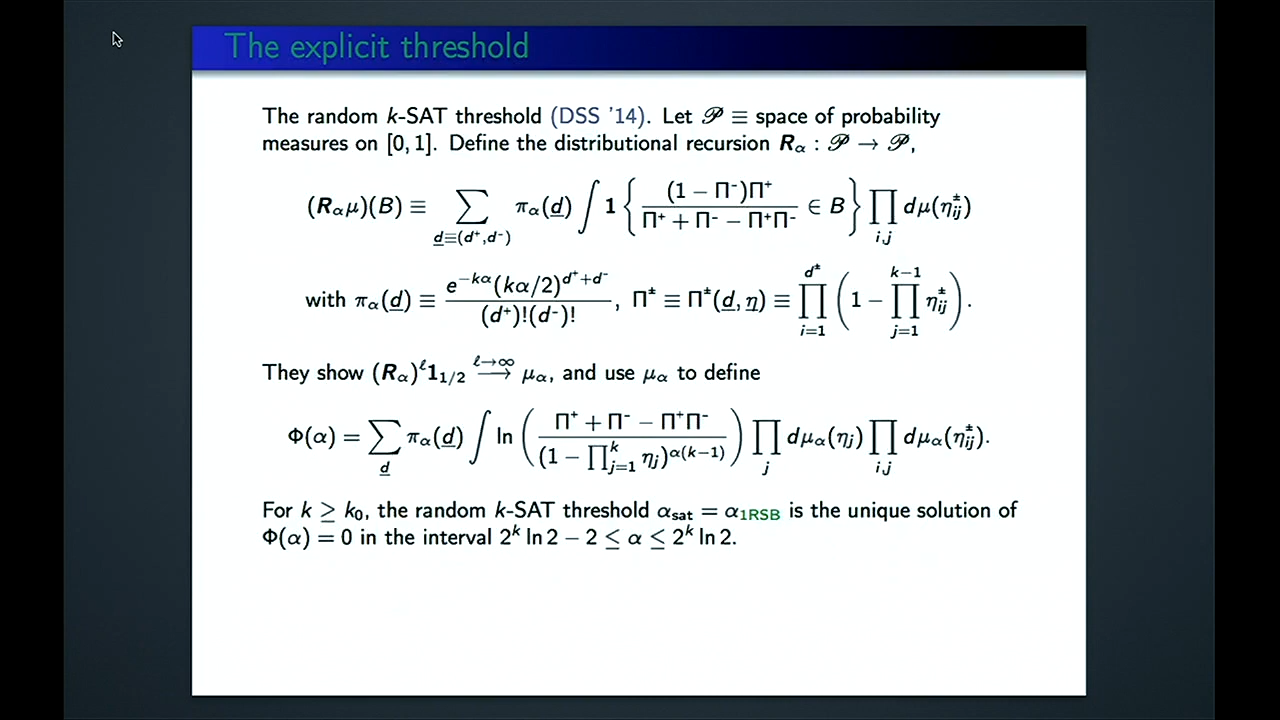 The explicit threshold
The random k-SAT threshold (DSS '14). Let 𝒫 ≡ space of probability
measures on [0, 1]. Define the distributional recursion R_α : 𝒫 → 𝒫,
(R_α μ)(B) ≡ ∑_{d≡(d⁺,d⁻)} π_α(d) ∫ 1 { (1 − Π⁻)Π⁺ / (Π⁺ + Π⁻ − Π⁺Π⁻) ∈ B } ∏_{i,j} dμ(η^±_{ij})
with π_α(d) ≡ e^{−kα}(kα/2)^{d⁺+d⁻} / ((d⁺)!(d⁻)!), Π^± ≡ Π^±(d, η) ≡ ∏_{i=1}^{d^±} (1 − ∏_{j=1}^{k−1} η^±_{ij}).
They show (R_α)^ℓ 1_{1/2} ⟶^{ℓ→∞} μ_α, and use μ_α to define
Φ(α) = ∑_d π_α(d) ∫ ln ( (Π⁺ + Π⁻ − Π⁺Π⁻) / (1 − ∏_{j=1}^{k} η_j)^{α(k−1)} ) ∏_j dμ_α(η_j) ∏_{i,j} dμ_α(η^±_{ij}).
For k ≥ k₀, the random k-SAT threshold α_sat = α_1RSB is the unique solution of
Φ(α) = 0 in the interval 2^k ln 2 − 2 ≤ α ≤ 2^k ln 2.